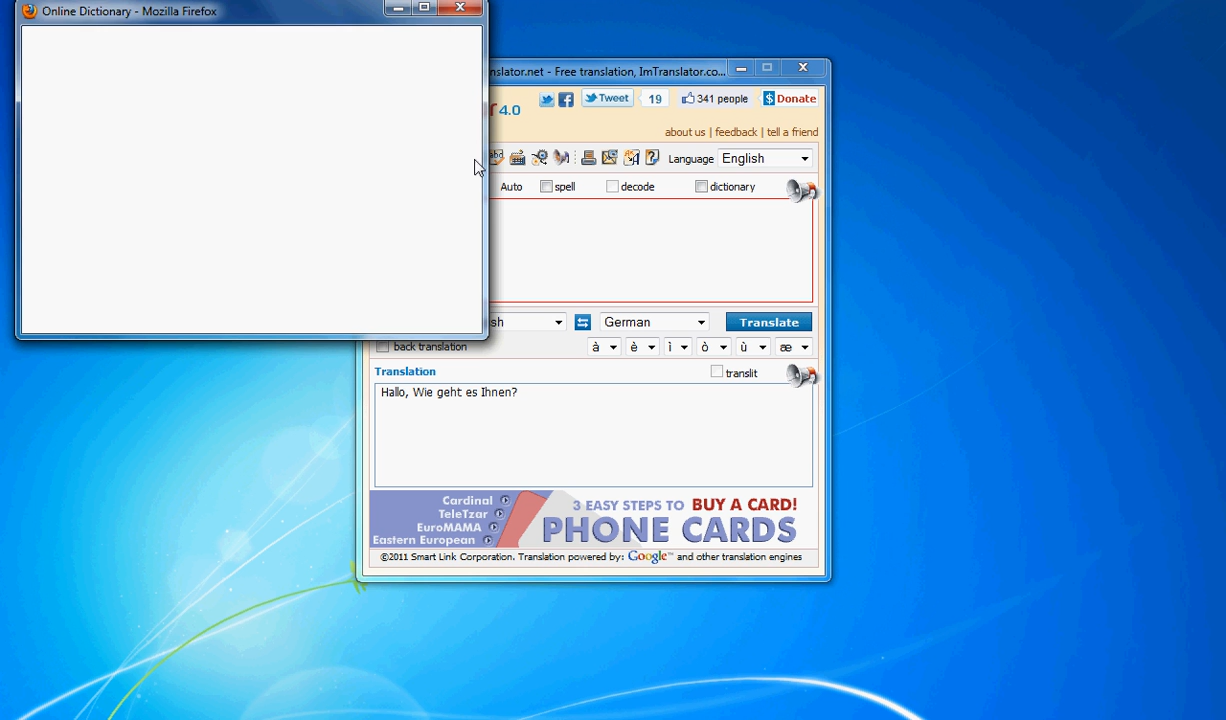 Online Dictionary - Mozilla Firefox
nslator.net - Free translation, ImTranslator.co...
4.0
Tweet 19 341 people $ Donate
about us | feedback | tell a friend
Language English
Auto spell decode dictionary
sh German Translate
back translation à è ì ò ù æ
Translation translit
Hallo, Wie geht es Ihnen?
Cardinal
TeleTzar
EuroMAMA
Eastern European
3 EASY STEPS TO BUY A CARD!
PHONE CARDS
©2011 Smart Link Corporation. Translation powered by: Google™ and other translation engines